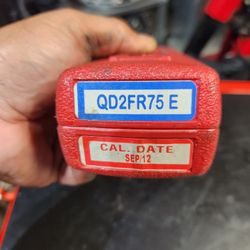 QD2FR75 E
CAL. DATE
SEP 12